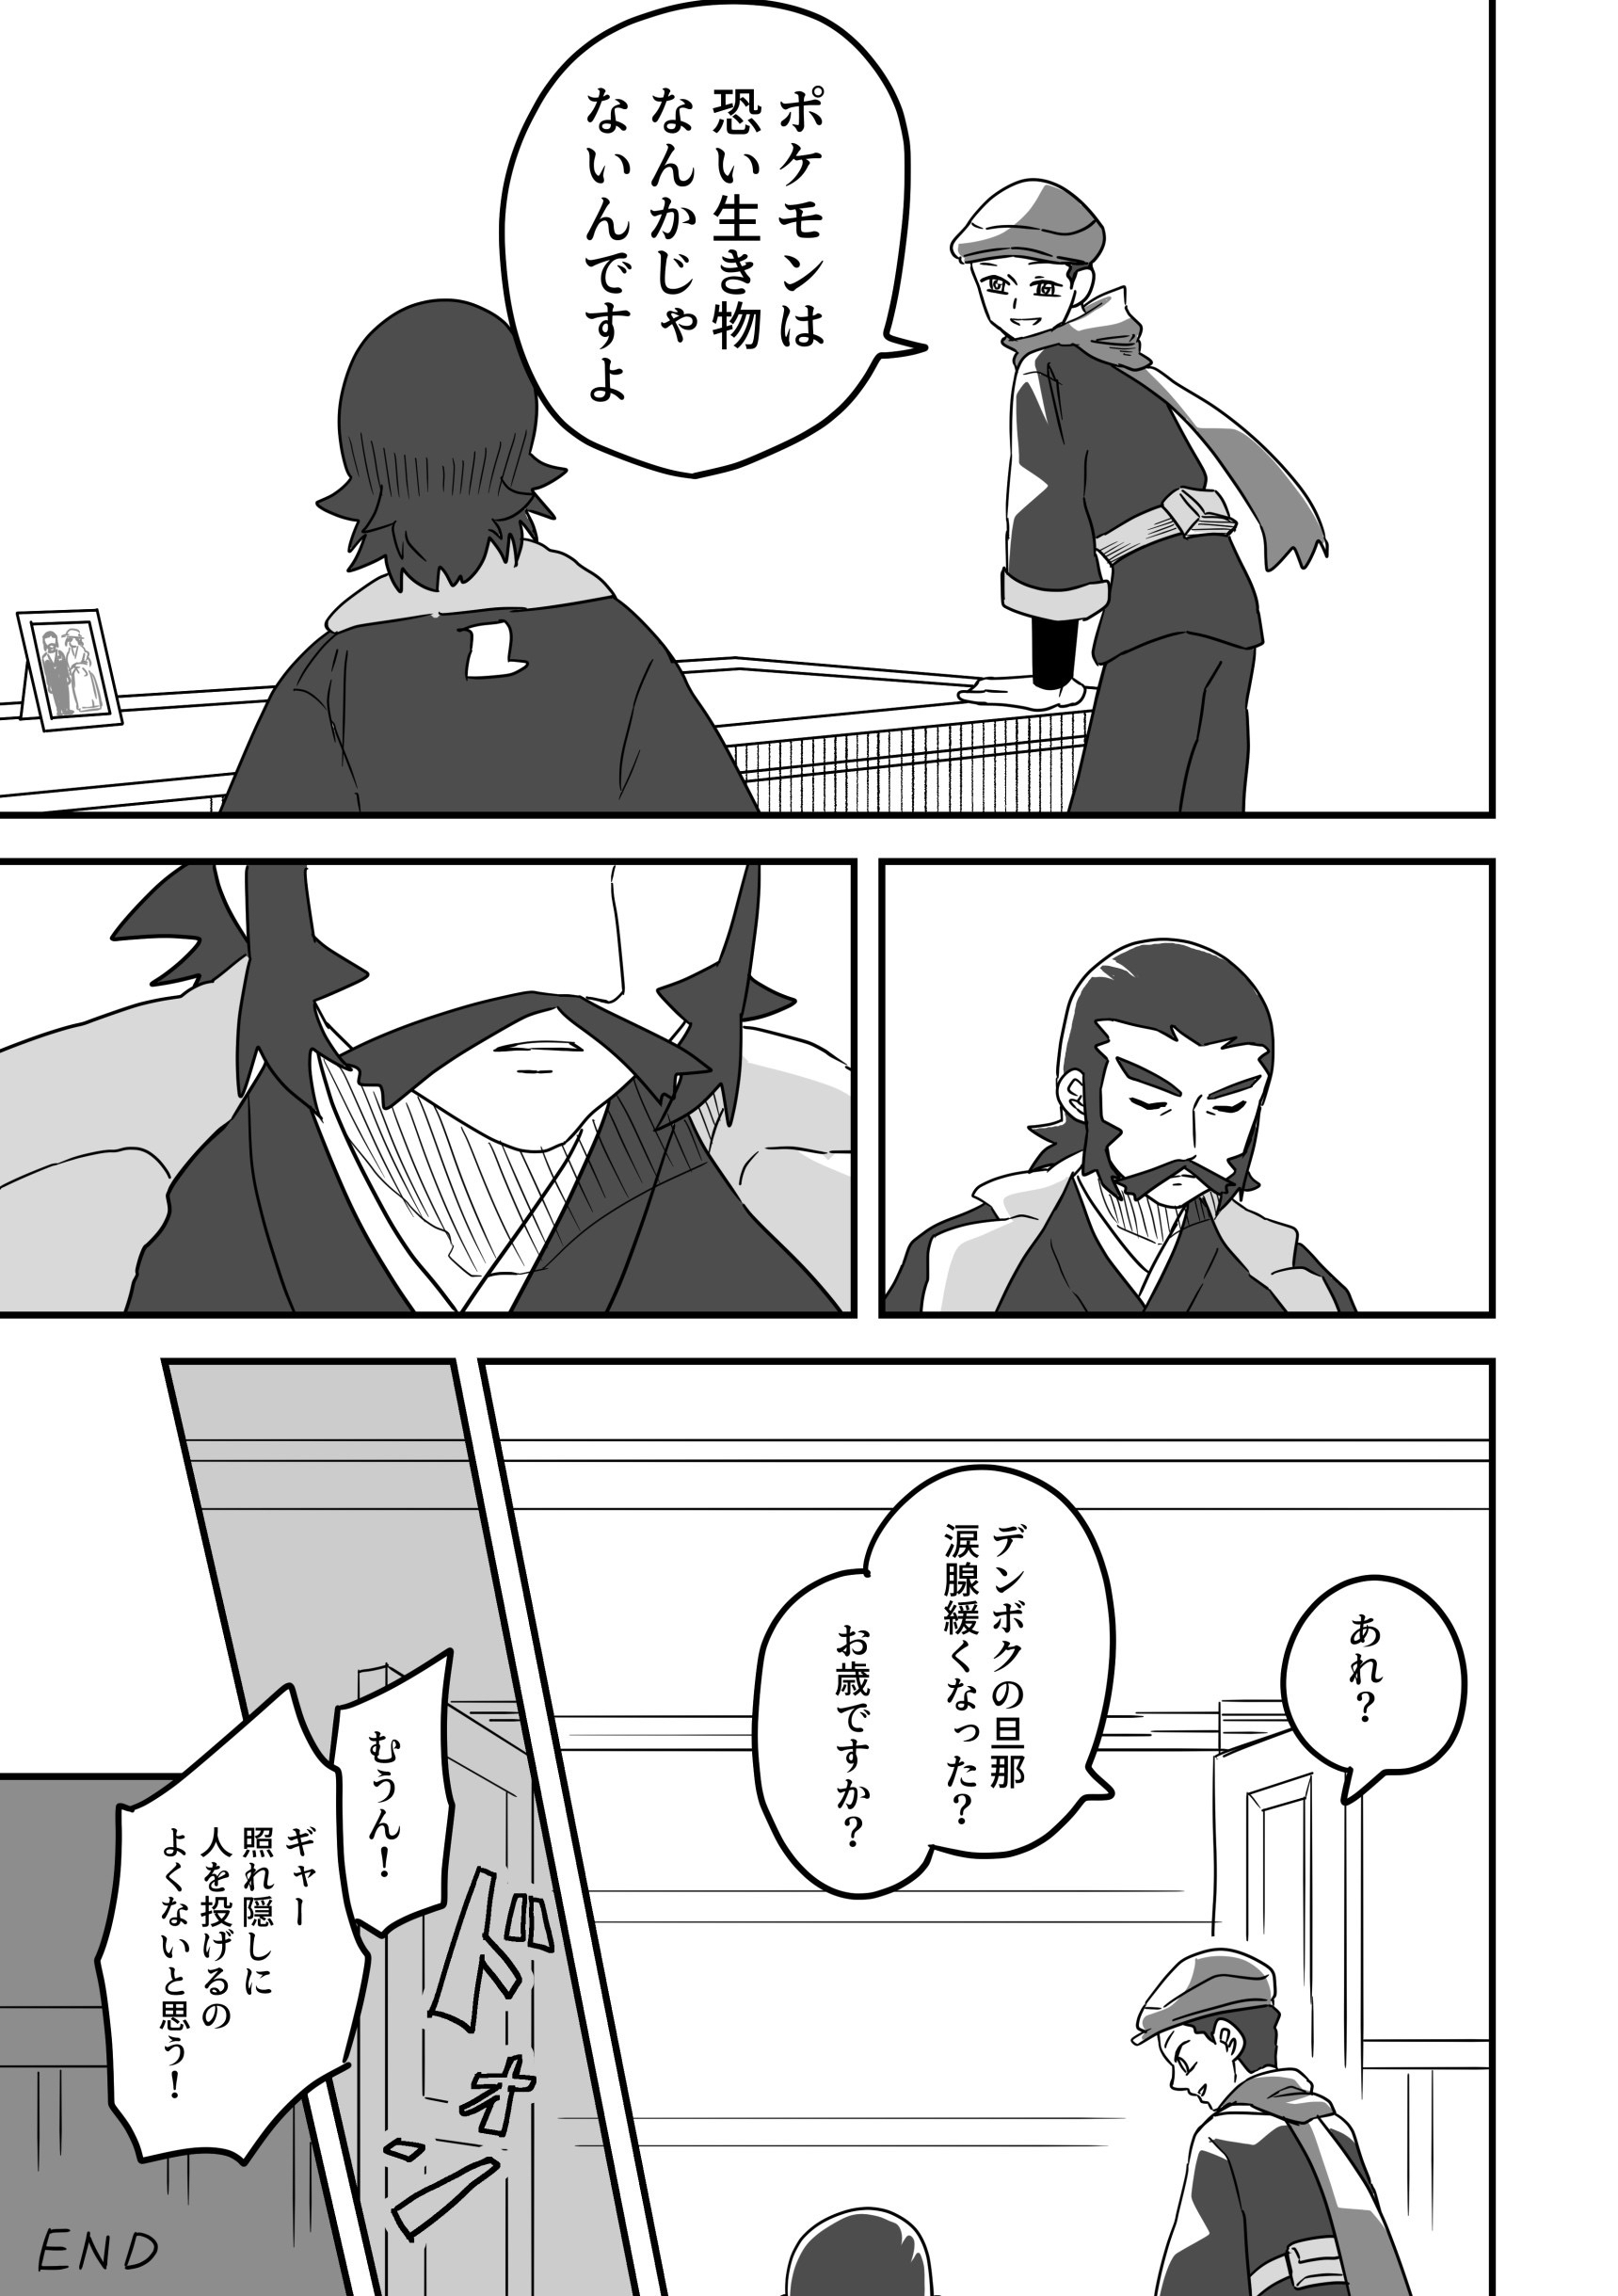 ポケモンは
恐い生き物
なんかじゃ
ないんですよ
あれ?
デンボクの旦那
涙腺緩くなった?
お歳ですか?
むぅん!
ドオン
ギャー
照れ隠しに
人を投げるの
よくないと思う!
END